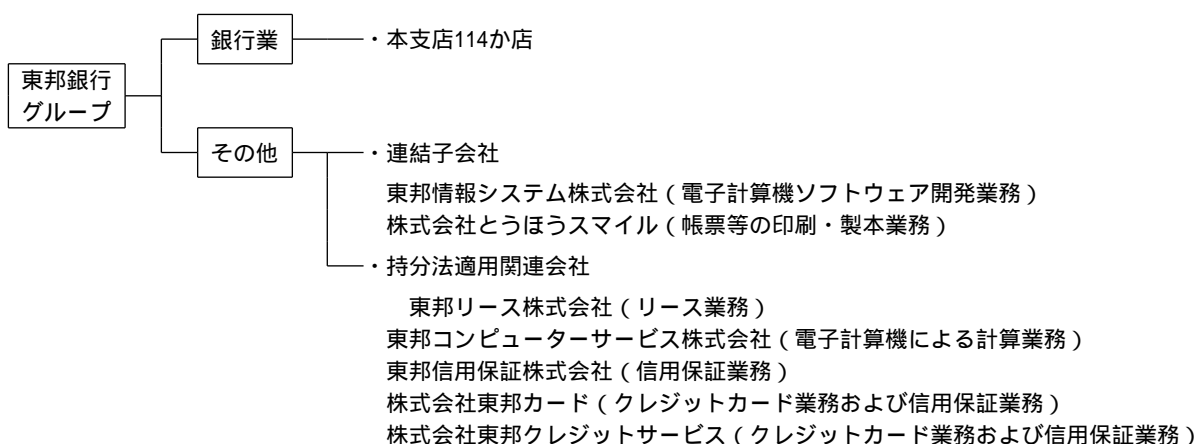 東邦銀行
グループ
銀行業
・本支店114か店
その他
・連結子会社
東邦情報システム株式会社（電子計算機ソフトウェア開発業務）
株式会社とうほうスマイル（帳票等の印刷・製本業務）
・持分法適用関連会社
東邦リース株式会社（リース業務）
東邦コンピューターサービス株式会社（電子計算機による計算業務）
東邦信用保証株式会社（信用保証業務）
株式会社東邦カード（クレジットカード業務および信用保証業務）
株式会社東邦クレジットサービス（クレジットカード業務および信用保証業務）